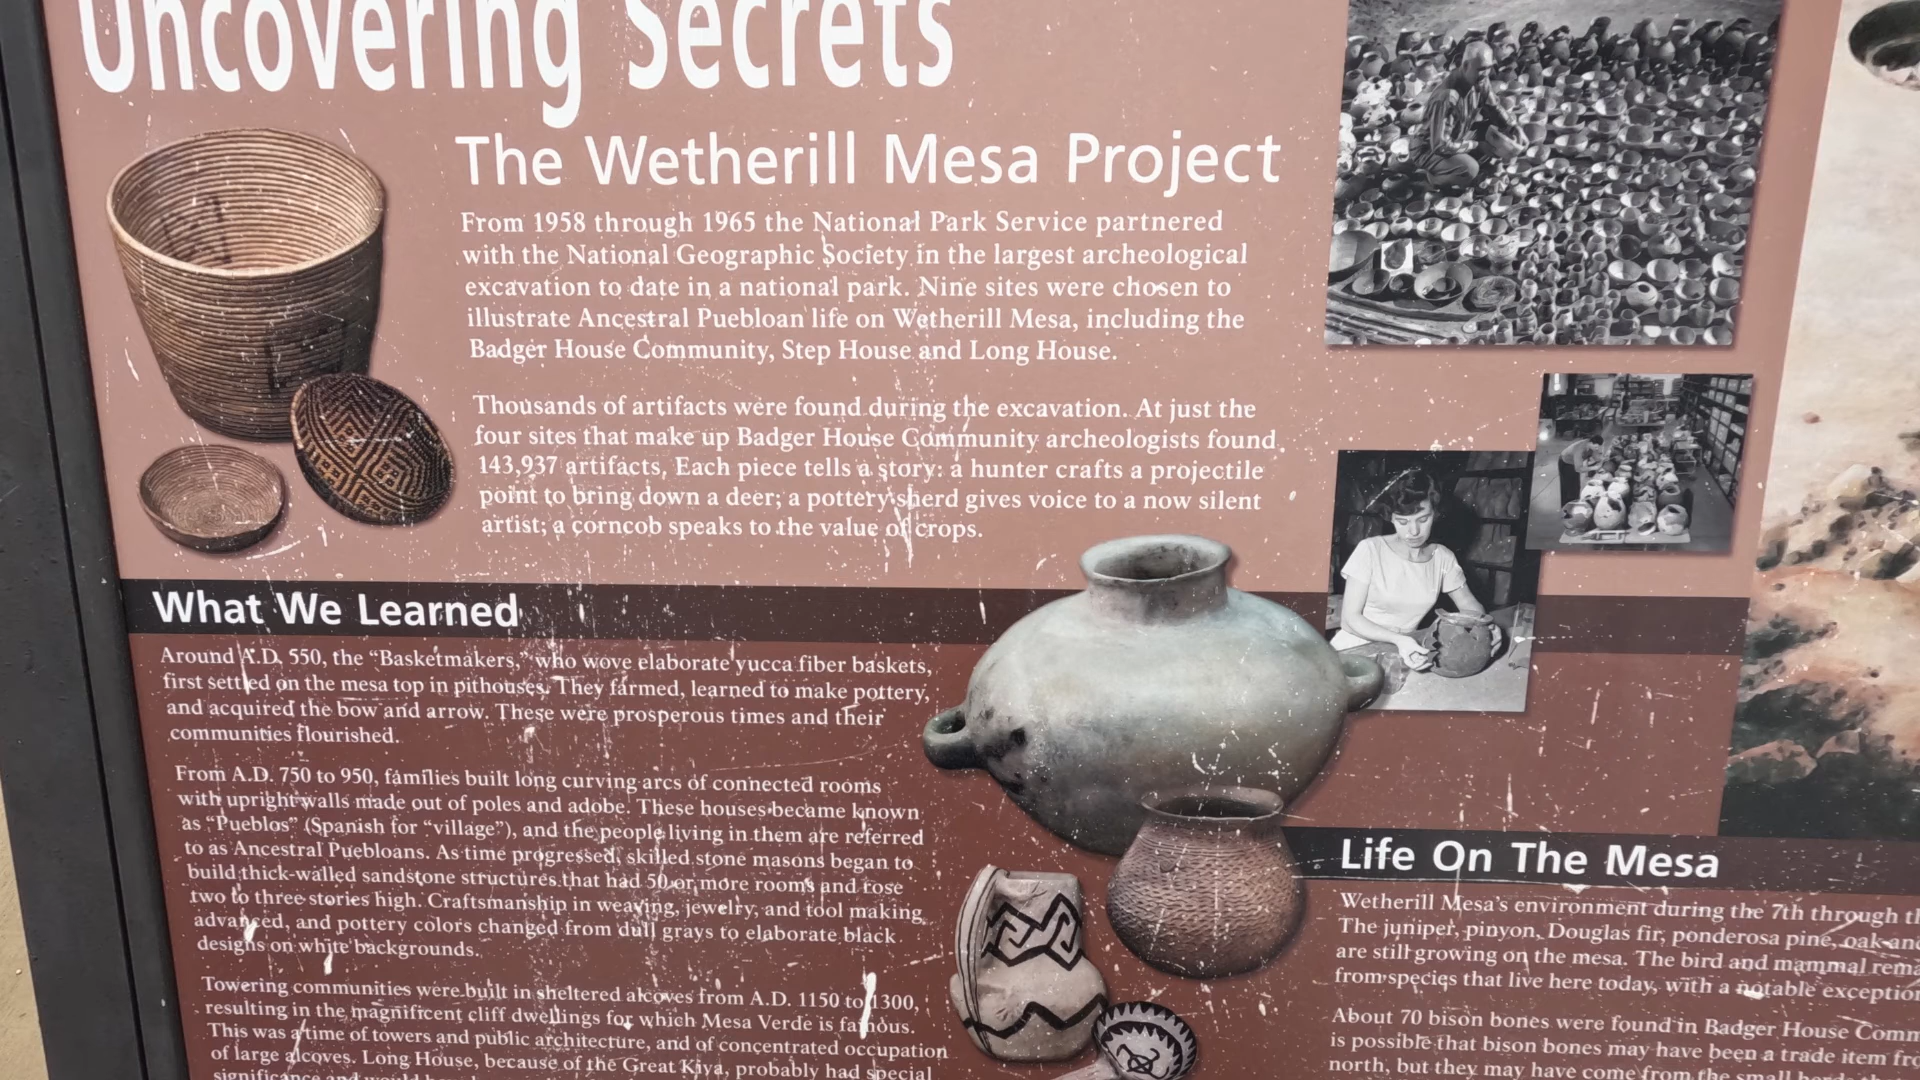 Uncovering Secrets
The Wetherill Mesa Project
From 1958 through 1965 the National Park Service partnered
with the National Geographic Society in the largest archeological
excavation to date in a national park. Nine sites were chosen to
illustrate Ancestral Puebloan life on Wetherill Mesa, including the
Badger House Community, Step House and Long House.
Thousands of artifacts were found during the excavation. At just the
four sites that make up Badger House Community archeologists found
143,937 artifacts. Each piece tells a story: a hunter crafts a projectile
point to bring down a deer; a pottery sherd gives voice to a now silent
artist; a corncob speaks to the value of crops.
What We Learned
Around A.D. 550, the “Basketmakers,” who wove elaborate yucca fiber baskets,
first settled on the mesa top in pithouses. They farmed, learned to make pottery,
and acquired the bow and arrow. These were prosperous times and their
communities flourished.
From A.D. 750 to 950, families built long curving arcs of connected rooms
with upright walls made out of poles and adobe. These houses became known
as “Pueblos” (Spanish for “village”), and the people living in them are referred
to as Ancestral Puebloans. As time progressed, skilled stone masons began to
build thick-walled sandstone structures that had 50 or more rooms and rose
two to three stories high. Craftsmanship in weaving, jewelry, and tool making
advanced, and pottery colors changed from dull grays to elaborate black
designs on white backgrounds.
Towering communities were built in sheltered alcoves from A.D. 1150 to 1300,
resulting in the magnificent cliff dwellings for which Mesa Verde is famous.
This was a time of towers and public architecture, and of concentrated occupation
of large alcoves. Long House, because of the Great Kiva, probably had special
significance and would
Life On The Mesa
Wetherill Mesa's environment during the 7th through
The juniper, pinyon, Douglas fir, ponderosa pine, oak and
are still growing on the mesa. The bird and mammal
from species that live here today, with a notable
About 70 bison bones were found in Badger House
is possible that bison bones may have been a trade item
north, but they may have come from the small